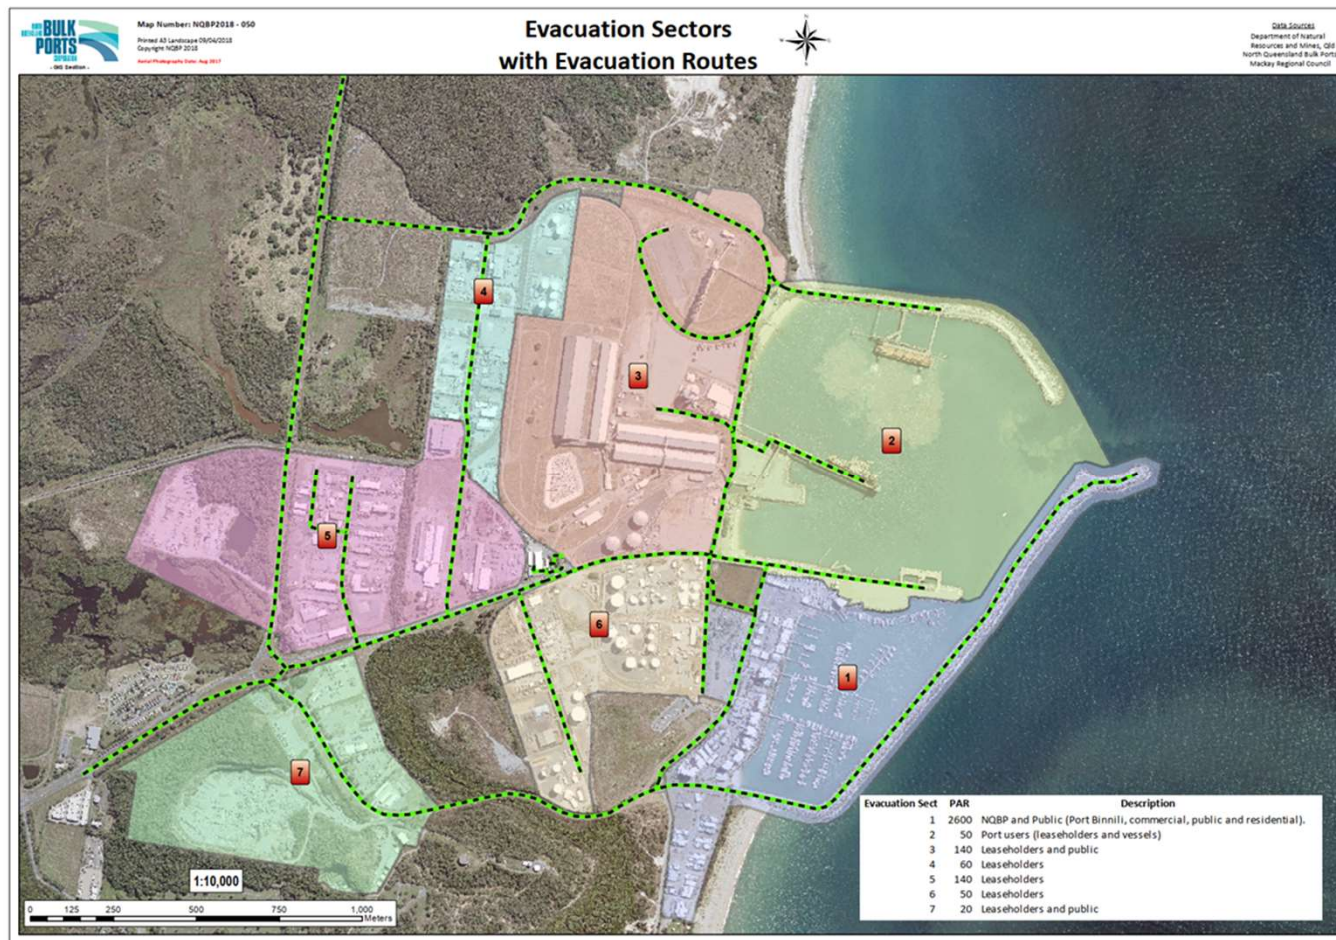 BULK
PORTS
CORPORATION
- GIS Section -
Map Number: NQBP2018 - 050
Printed A3 Landscape 09/04/2018
Copyright NQBP 2018
Aerial Photography Date: Aug 2017
Evacuation Sectors
with Evacuation Routes
Data Sources
Department of Natural
Resources and Mines, Qld
North Queensland Bulk Ports
Mackay Regional Council
4
3
2
5
6
1
7
1:10,000
0 125 250 500 750 1,000
Meters
Evacuation Sect PAR Description
1 2600 NQBP and Public (Port Binnili, commercial, public and residential).
2 50 Port users (leaseholders and vessels)
3 140 Leaseholders and public
4 60 Leaseholders
5 140 Leaseholders
6 50 Leaseholders
7 20 Leaseholders and public